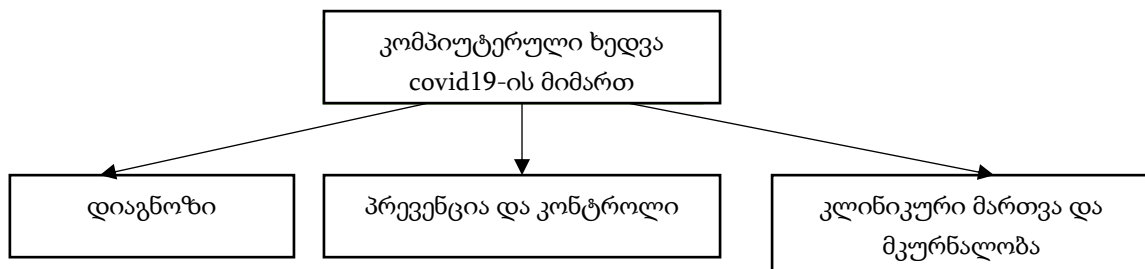 კომპიუტერული ხედვა
covid19-ის მიმართ
დიაგნოზი
პრევენცია და კონტროლი
კლინიკური მართვა და
მკურნალობა